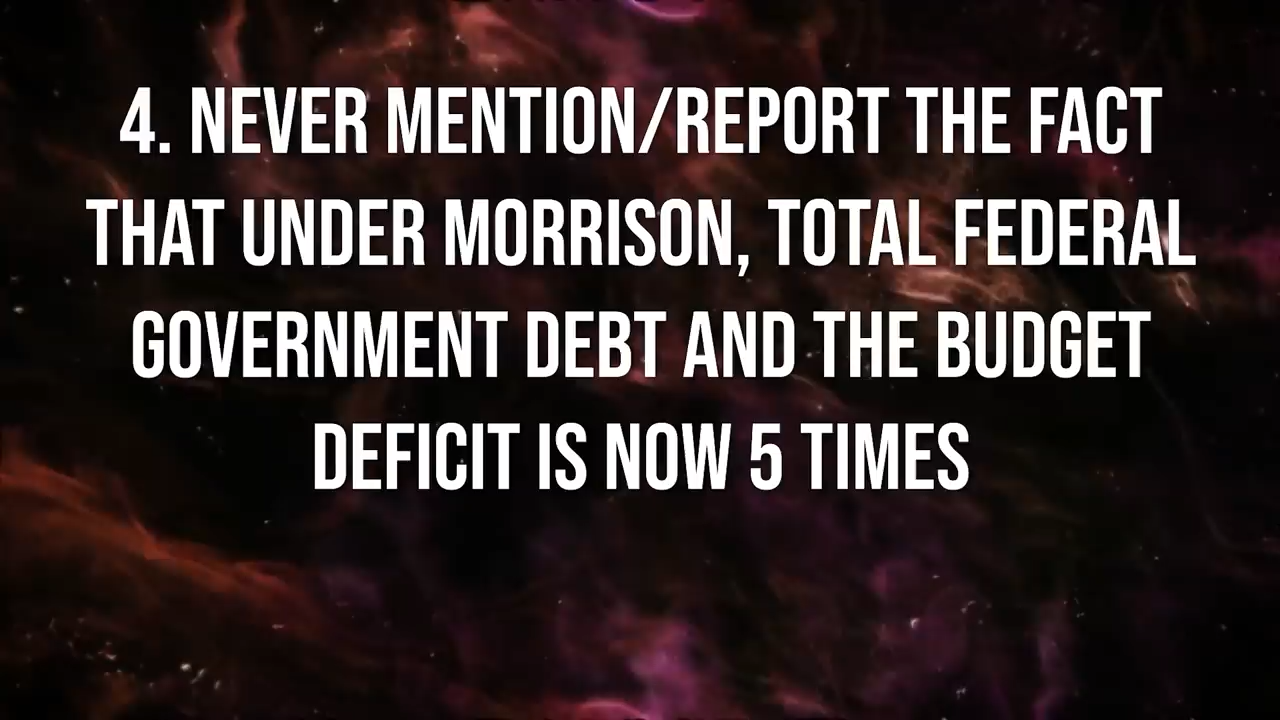 4. NEVER MENTION/REPORT THE FACT
THAT UNDER MORRISON, TOTAL FEDERAL
GOVERNMENT DEBT AND THE BUDGET
DEFICIT IS NOW 5 TIMES